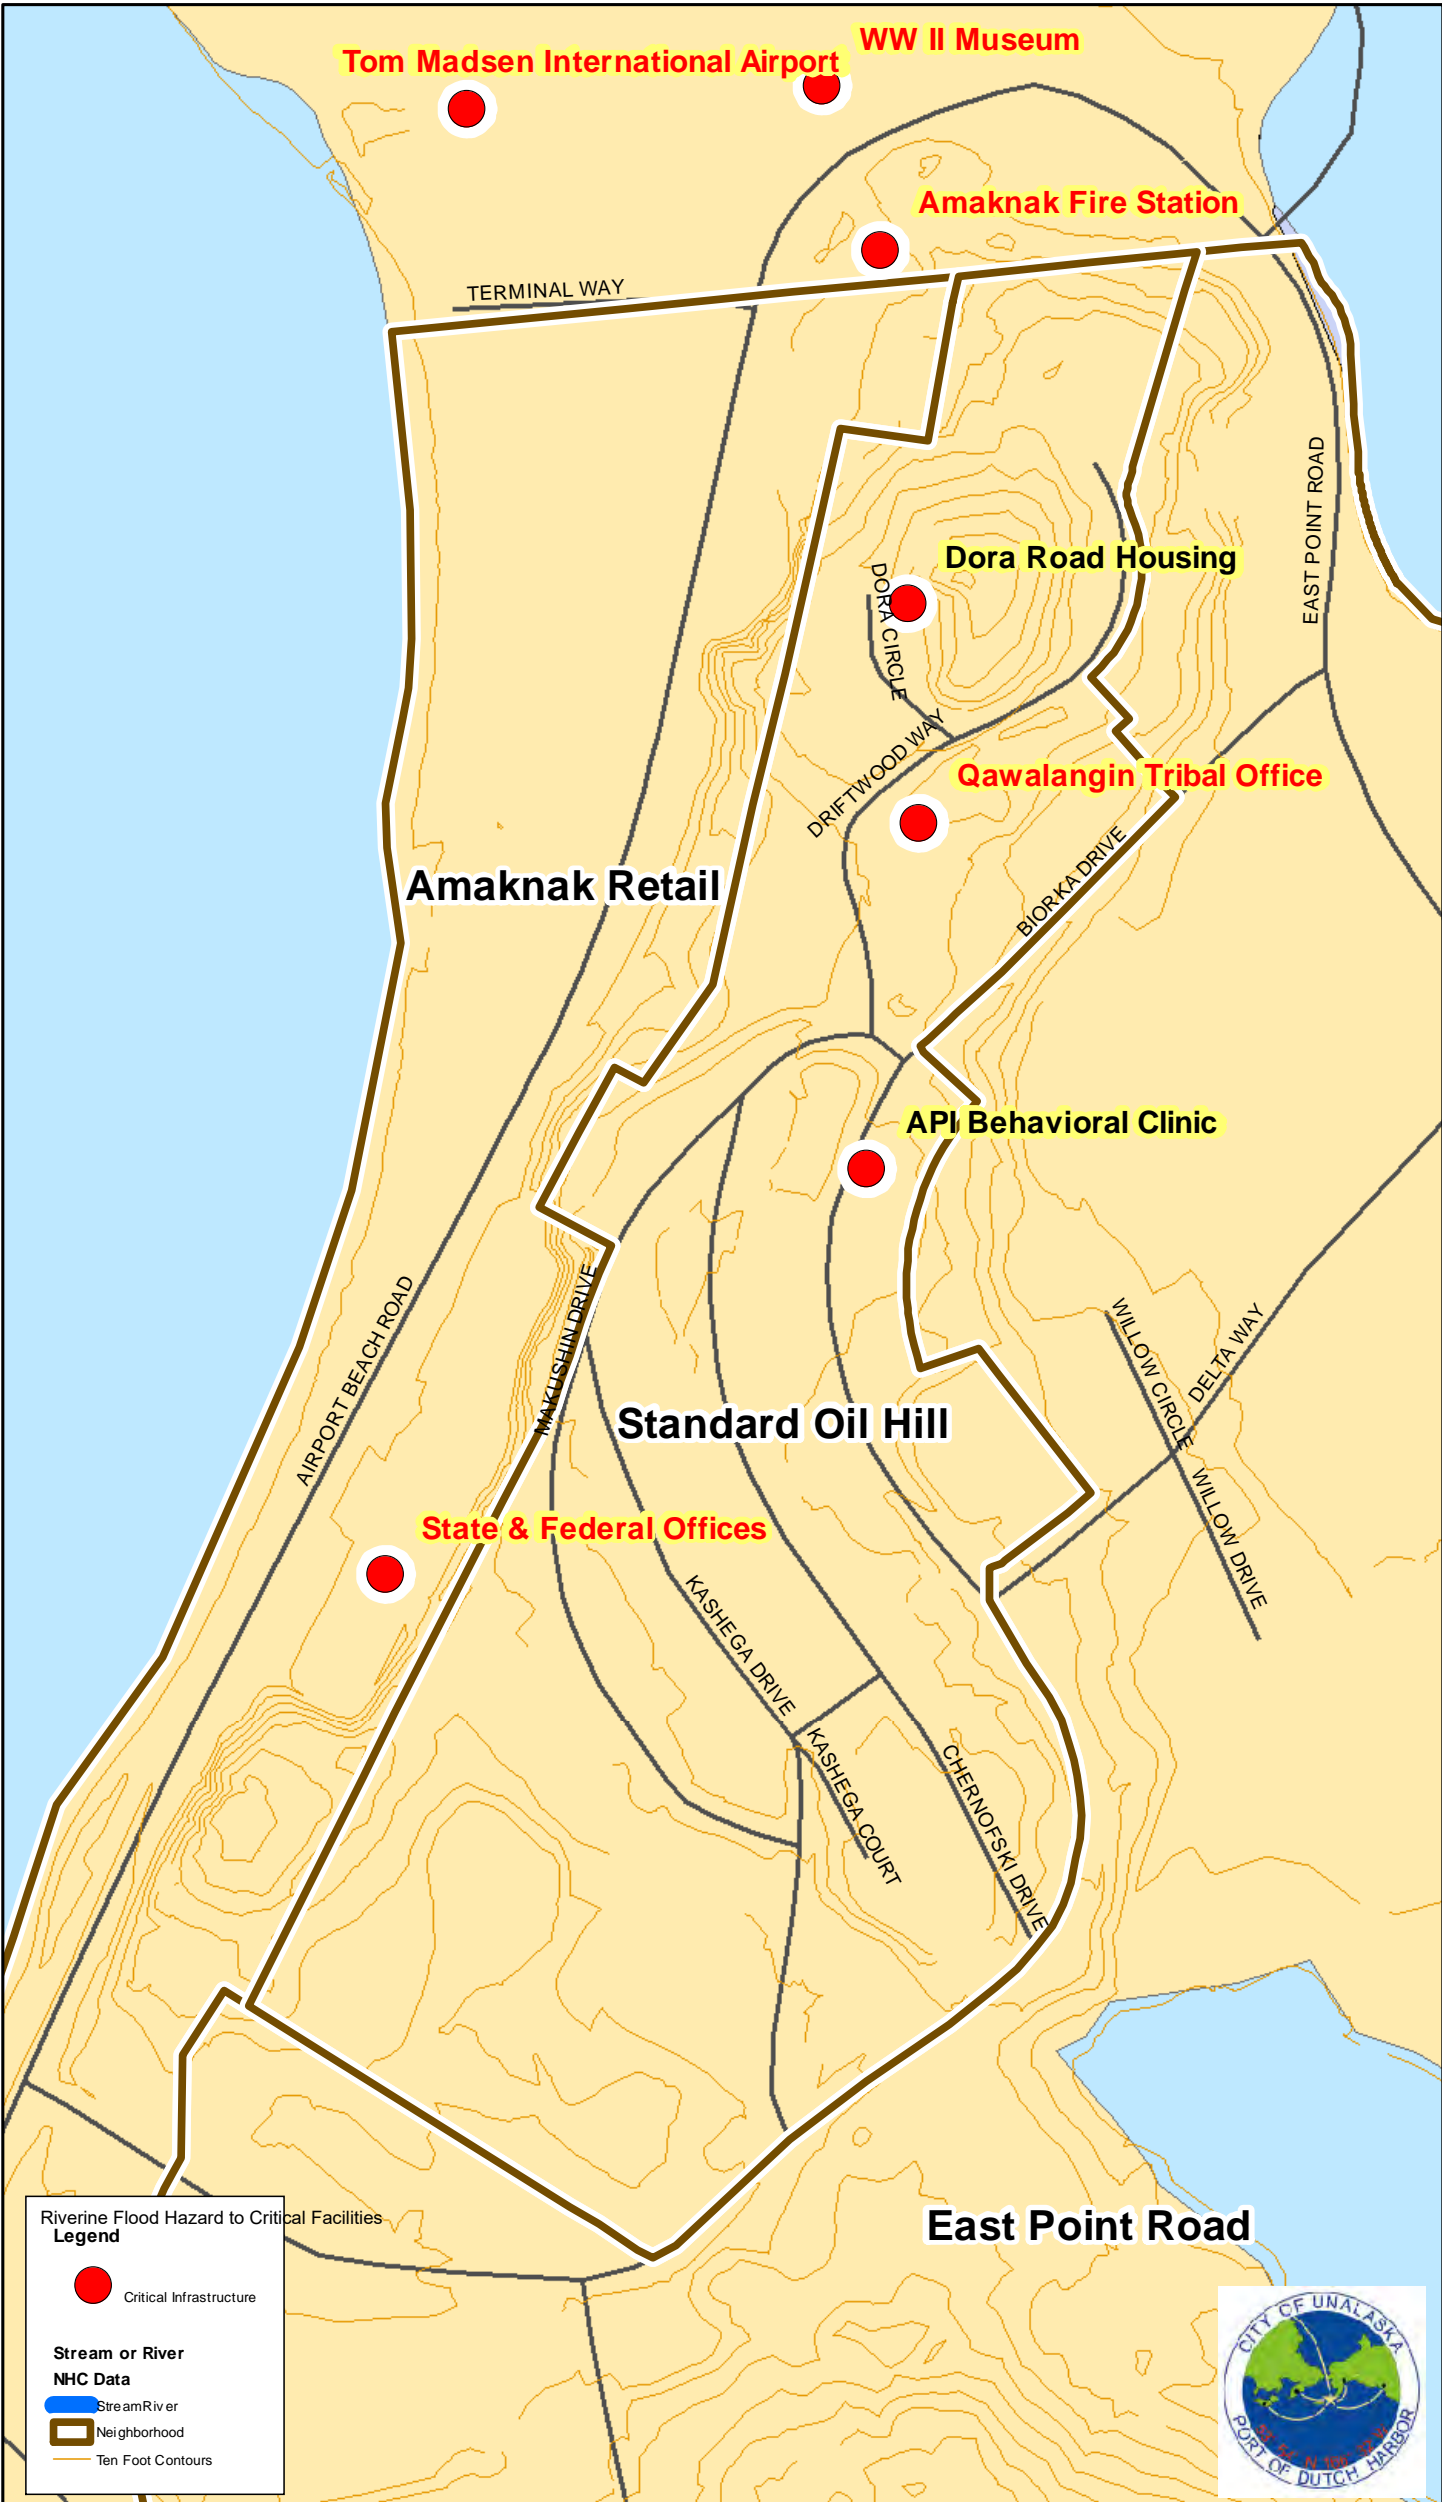 WW II Museum
Tom Madsen International Airport
Amaknak Fire Station
TERMINAL WAY
EAST POINT ROAD
Dora Road Housing
DORA CIRCLE
DRIFTWOOD WAY
Qawalangin Tribal Office
BIORKA DRIVE
Amaknak Retail
API Behavioral Clinic
MAKUSHIN DRIVE
AIRPORT BEACH ROAD
WILLOW CIRCLE
DELTA WAY
Standard Oil Hill
WILLOW DRIVE
State & Federal Offices
KASHEGA DRIVE
KASHEGA COURT
CHERNOFSKI DRIVE
East Point Road
Riverine Flood Hazard to Critical Facilities
Legend
Critical Infrastructure
Stream or River
NHC Data
StreamRiver
Neighborhood
Ten Foot Contours
CITY OF UNALASKA
PORT OF DUTCH HARBOR